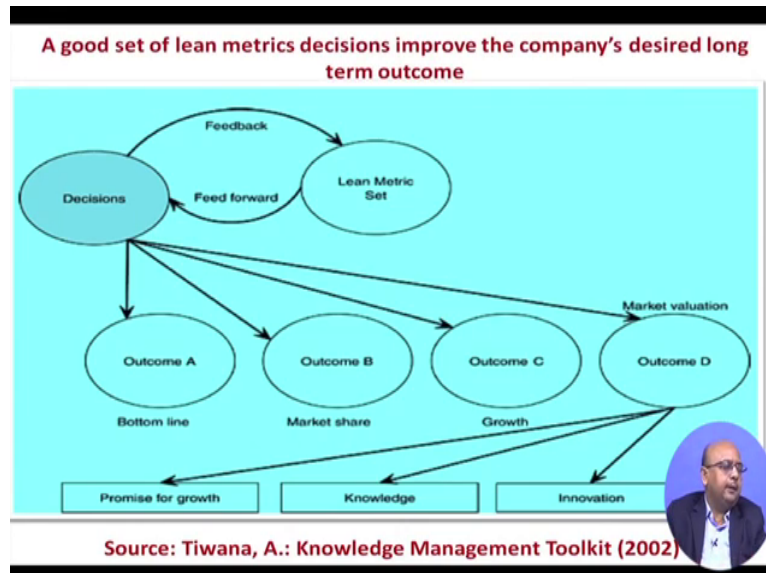 A good set of lean metrics decisions improve the company's desired long
term outcome
Feedback
Decisions
Feed forward
Lean Metric
Set
Market valuation
Outcome A
Outcome B
Outcome C
Outcome D
Bottom line
Market share
Growth
Promise for growth
Knowledge
Innovation
Source: Tiwana, A.: Knowledge Management Toolkit (2002)